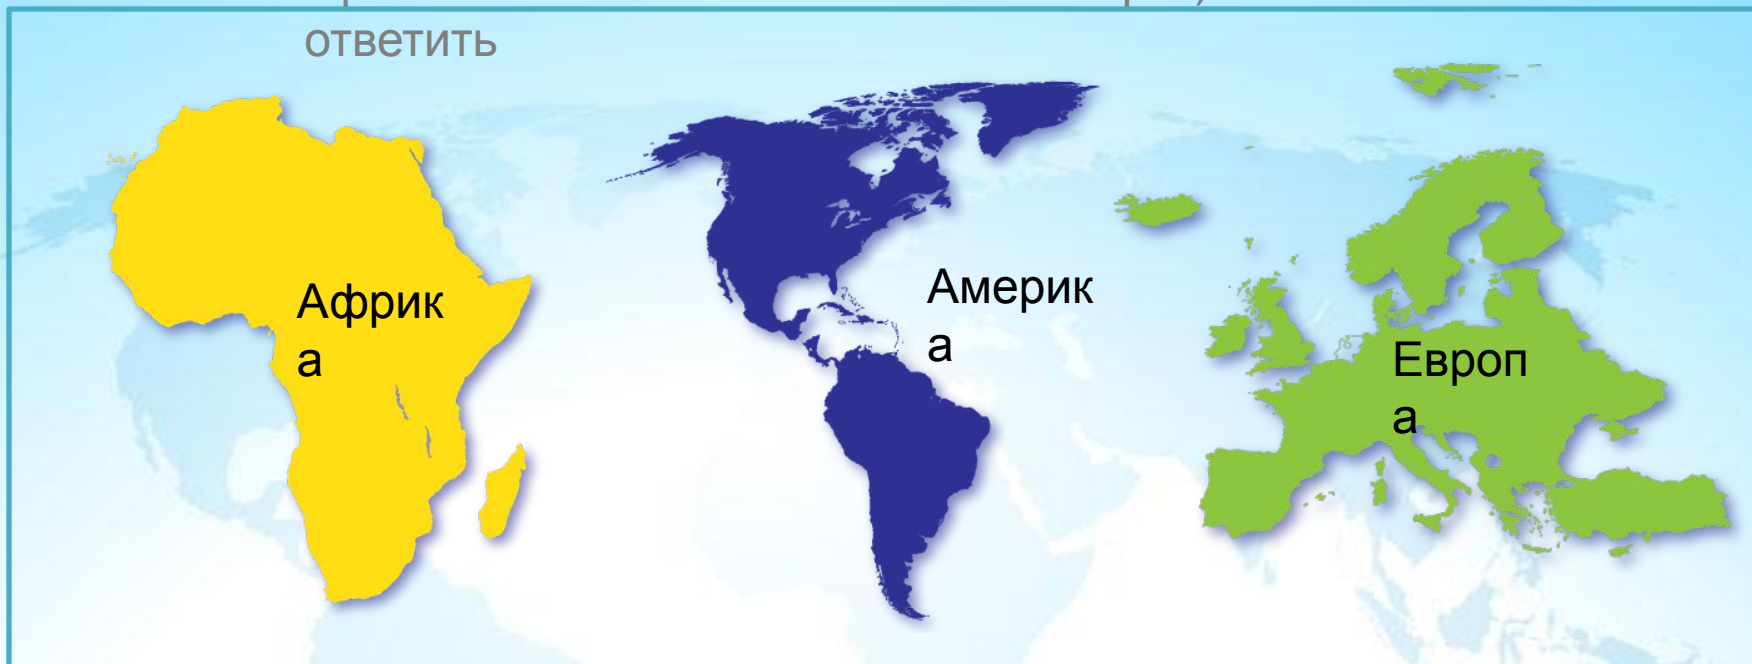 ответить
Африк
а
Америк
а
Европ
а